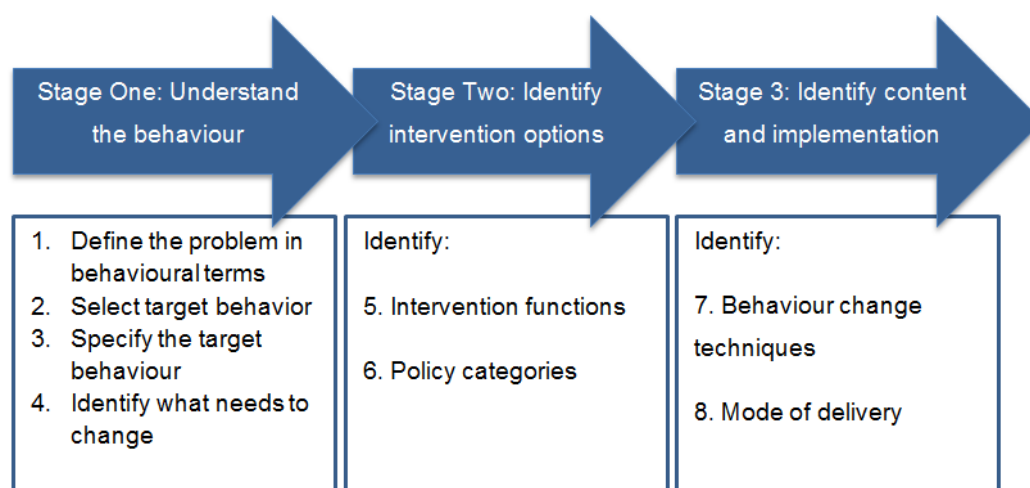 Stage One: Understand
the behaviour
Stage Two: Identify
intervention options
Stage 3: Identify content
and implementation
1. Define the problem in
behavioural terms
2. Select target behavior
3. Specify the target
behaviour
4. Identify what needs to
change
Identify:
5. Intervention functions
6. Policy categories
Identify:
7. Behaviour change
techniques
8. Mode of delivery